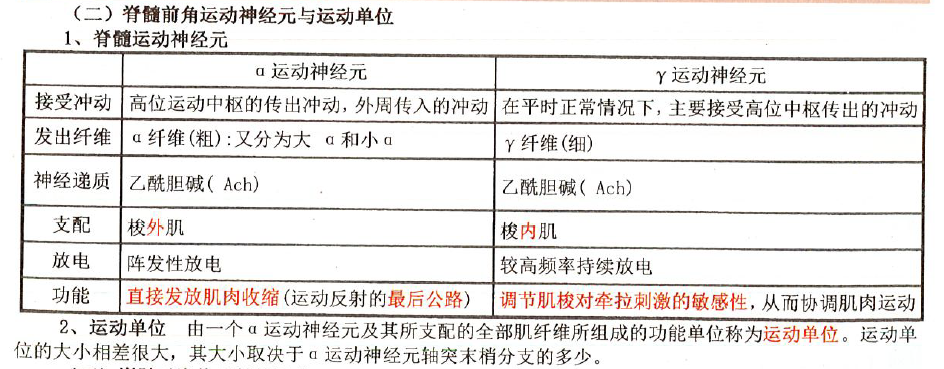 （二）脊髓前角运动神经元与运动单位
1、脊髓运动神经元
α运动神经元 γ运动神经元
接受冲动 高位运动中枢的传出冲动，外周传入的冲动 在平时正常情况下，主要接受高位中枢传出的冲动
发出纤维 α纤维(粗)：又分为大 α和小α γ纤维(细)
神经递质 乙酰胆碱( Ach) 乙酰胆碱( Ach)
支配 梭外肌 梭内肌
放电 阵发性放电 较高频率持续放电
功能 直接发放肌肉收缩(运动反射的最后公路) 调节肌梭对牵拉刺激的敏感性，从而协调肌肉运动
2、运动单位 由一个α运动神经元及其所支配的全部肌纤维所组成的功能单位称为运动单位。运动单
位的大小相差很大，其大小取决于α运动神经元轴突末梢分支的多少。